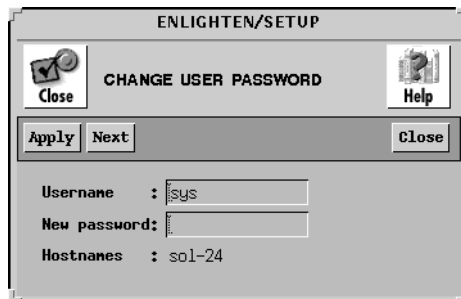 ENLIGHTEN/SETUP
Close
CHANGE USER PASSWORD
Help
Apply Next Close
Username : sys
New password:
Hostnames : sol-24